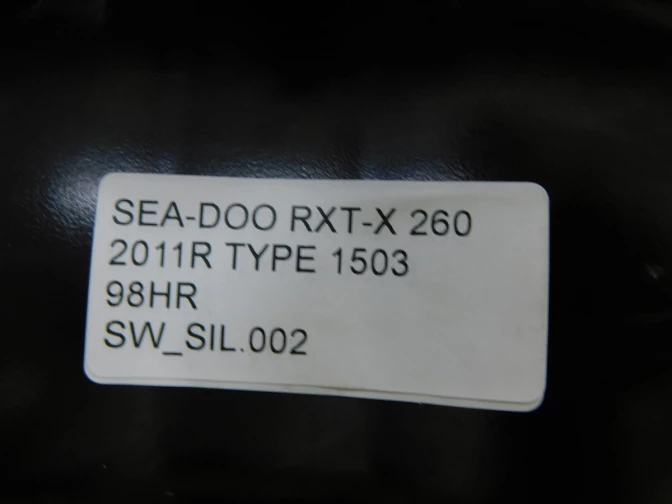 SEA-DOO RXT-X 260
2011R TYPE 1503
98HR
SW_SIL.002